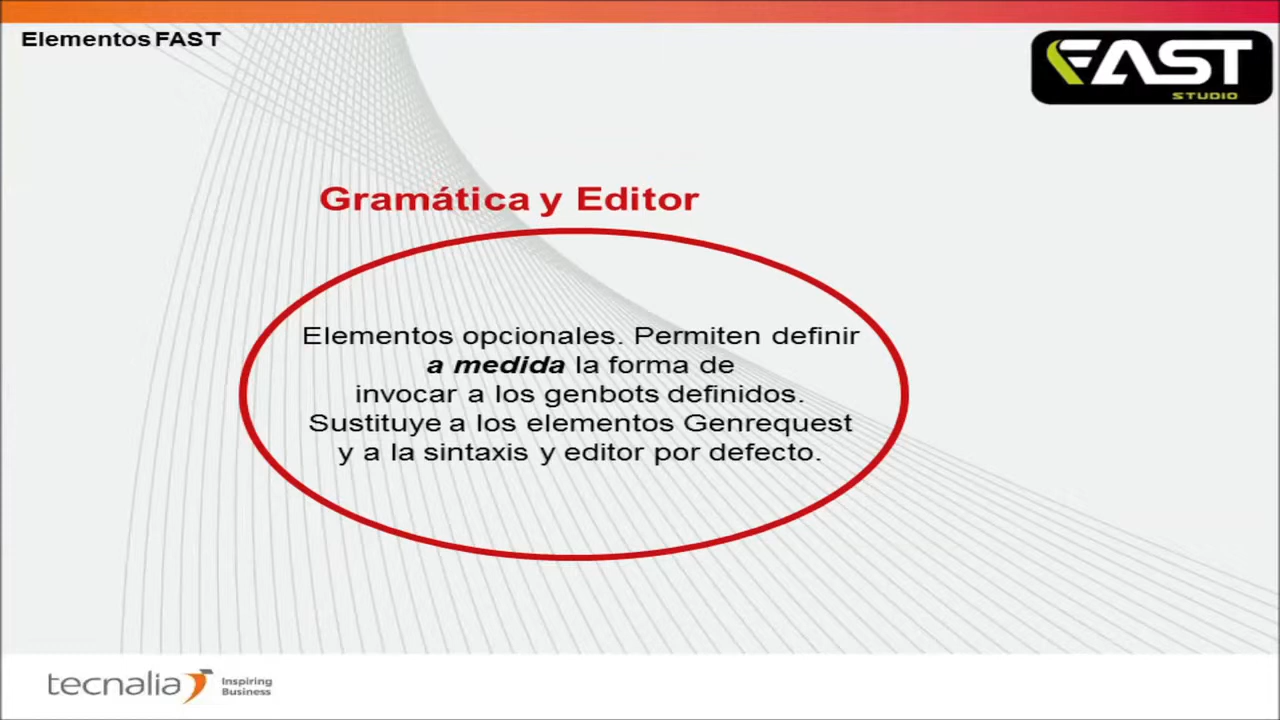 Elementos FAST
FAST
STUDIO
Gramática y Editor
Elementos opcionales. Permiten definir
a medida la forma de
invocar a los genbots definidos.
Sustituye a los elementos Genrequest
y a la sintaxis y editor por defecto.
tecnalia
Inspiring
Business